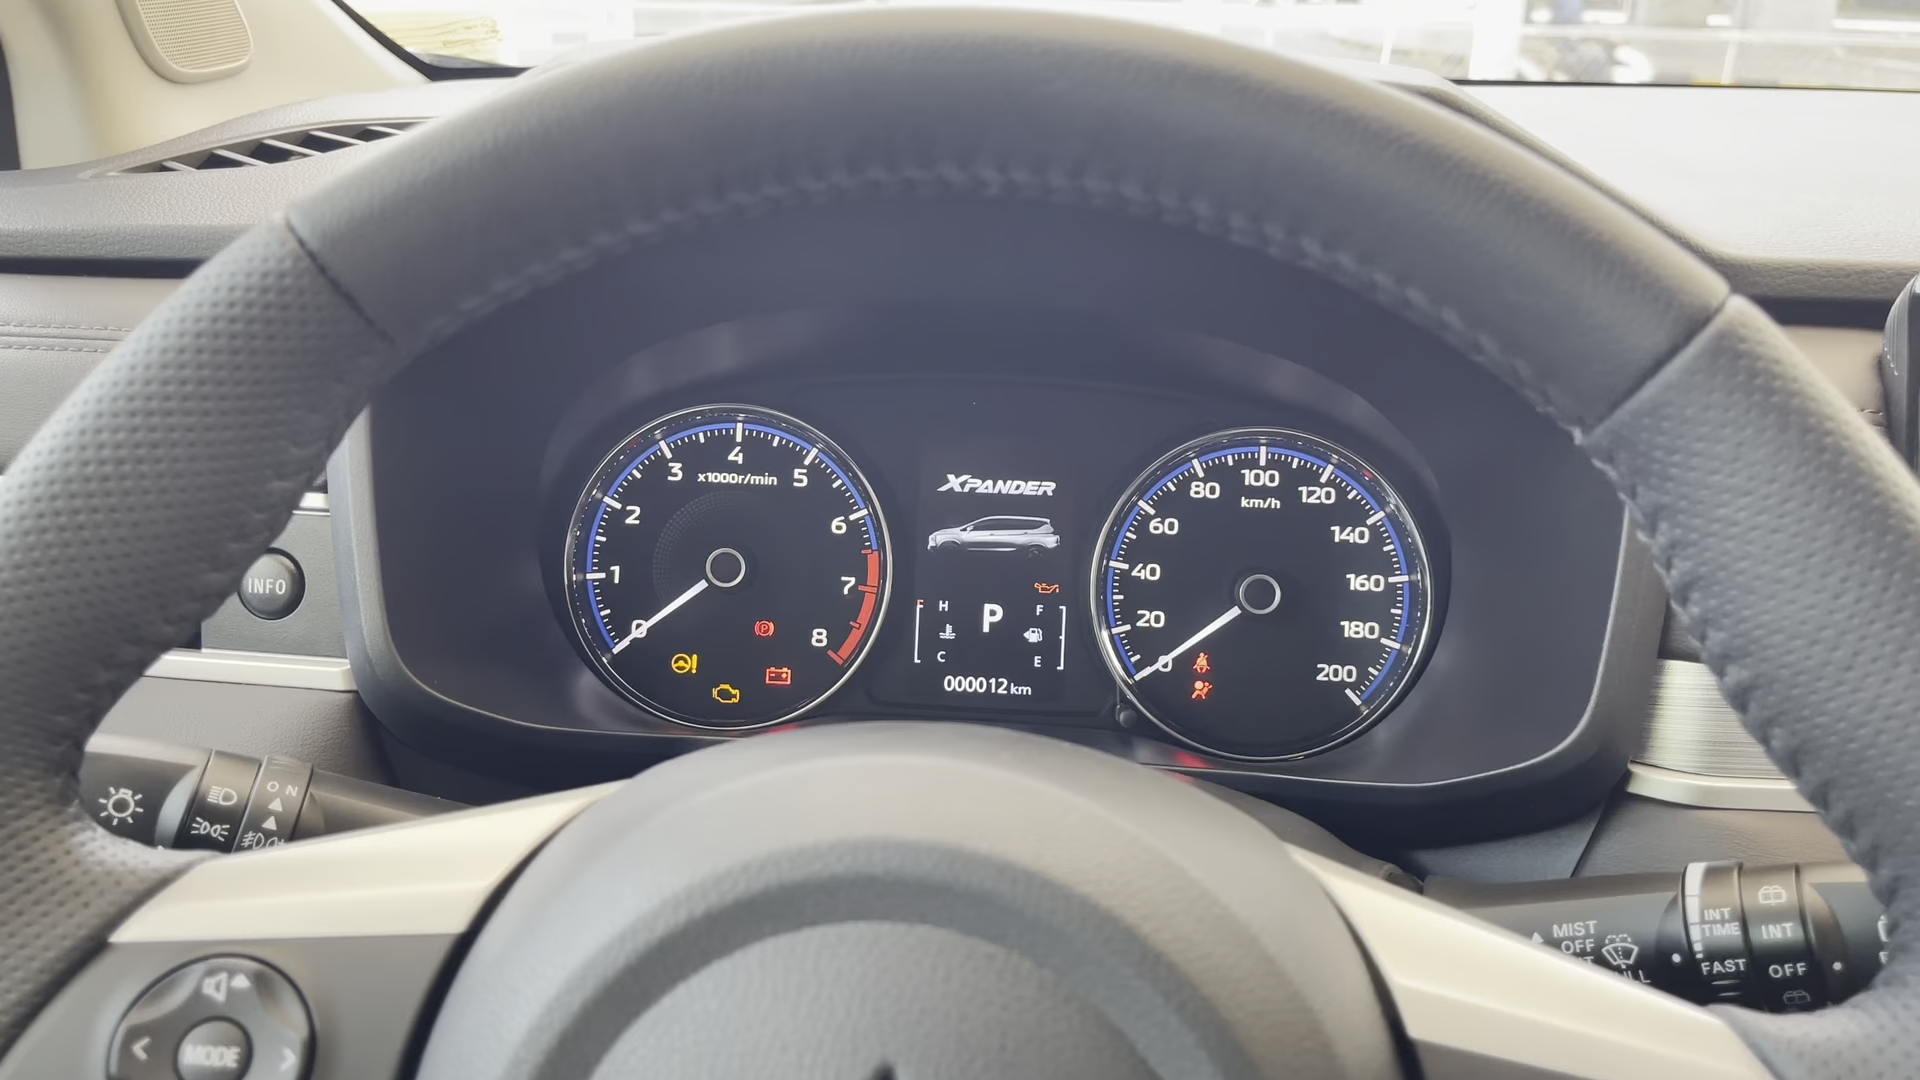 4
3
5
x1000r/min
2
6
1
7
0
8
P
XPANDER
H
F
P
C
E
000012 km
100
80
120
km/h
60
140
40
160
20
180
0
200
INFO
ON
MODE
MIST
OFF
INT
TIME
INT
FAST
OFF